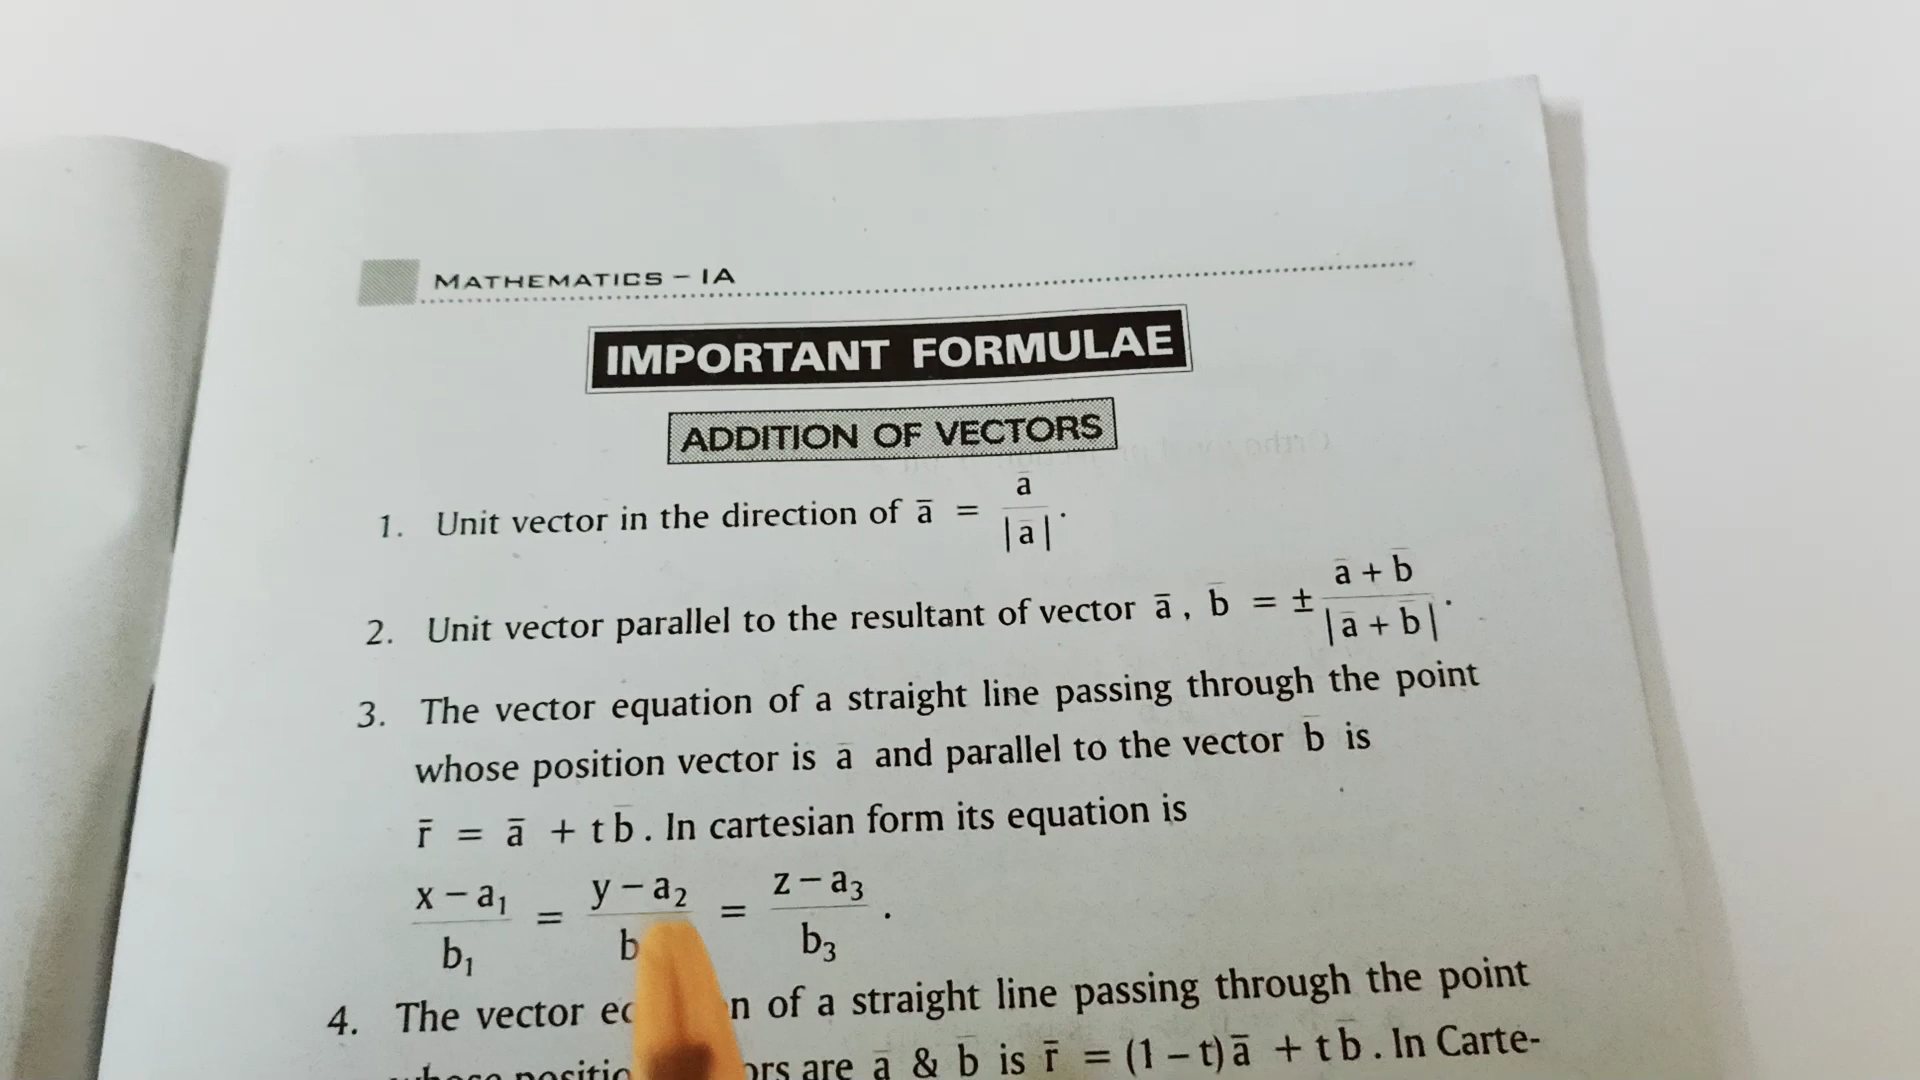 MATHEMATICS – IA
IMPORTANT FORMULAE
ADDITION OF VECTORS
1. Unit vector in the direction of a̅ = a̅ / |a̅|.
2. Unit vector parallel to the resultant of vector a̅, b̅ = ± (a̅ + b̅) / |a̅ + b̅|.
3. The vector equation of a straight line passing through the point
whose position vector is a̅ and parallel to the vector b̅ is
r̅ = a̅ + t b̅. In cartesian form its equation is
(x – a₁) / b₁ = (y – a₂) / b = (z – a₃) / b₃.
4. The vector of a straight line passing through the point
are a̅ & b̅ is r̅ = (1 – t) a̅ + t b̅. In Carte-